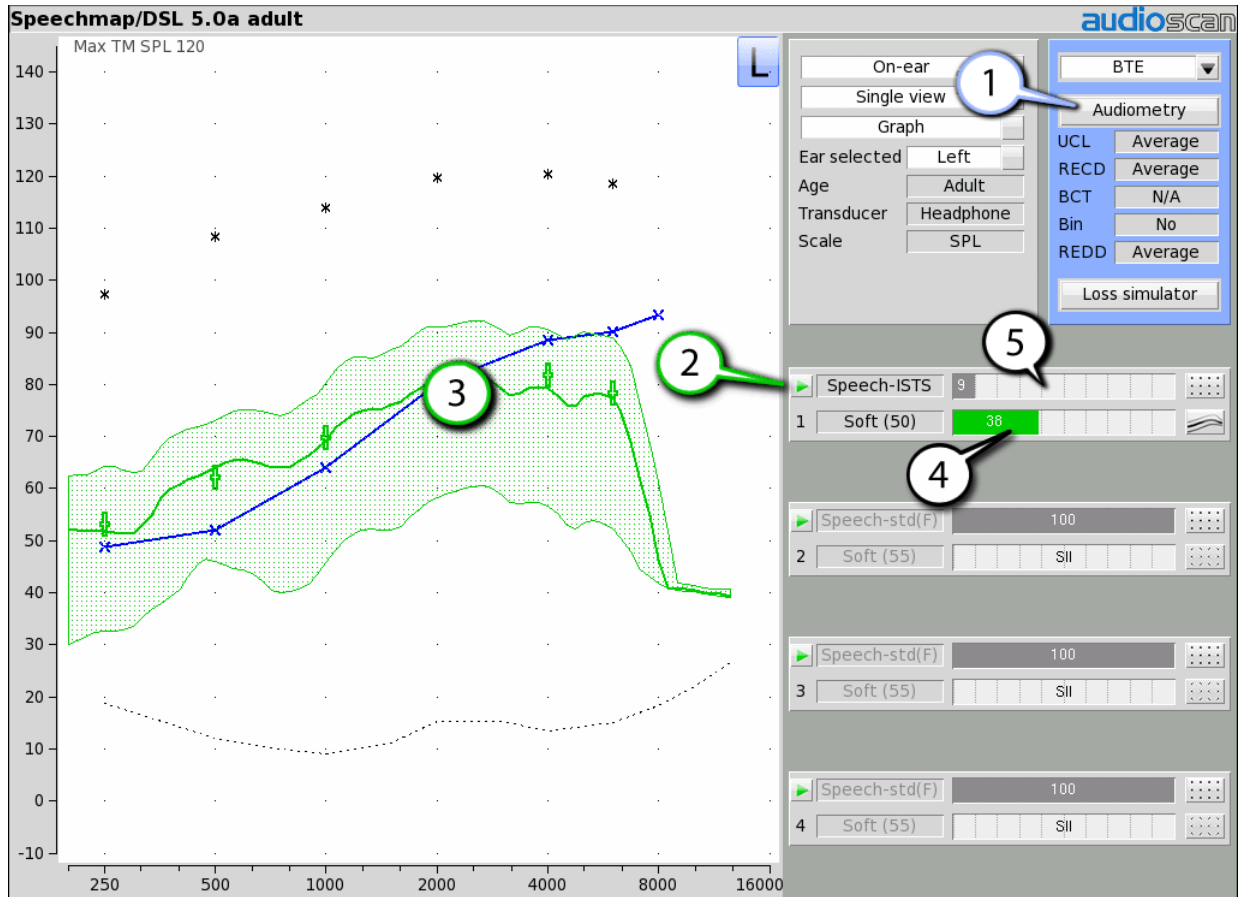 Speechmap/DSL 5.0a adult
audioscan
Max TM SPL 120
L
140
130
120
110
100
90
80
70
60
50
40
30
20
10
0
-10
250 500 1000 2000 4000 8000 16000
3
On-ear
Single view
Graph
Ear selected Left
Age Adult
Transducer Headphone
Scale SPL
1
BTE
Audiometry
UCL Average
RECD Average
BCT N/A
Bin No
REDD Average
Loss simulator
2
5
Speech-ISTS 9
1 Soft (50) 38
4
Speech-std(F) 100
2 Soft (55) SII
Speech-std(F) 100
3 Soft (55) SII
Speech-std(F) 100
4 Soft (55) SII